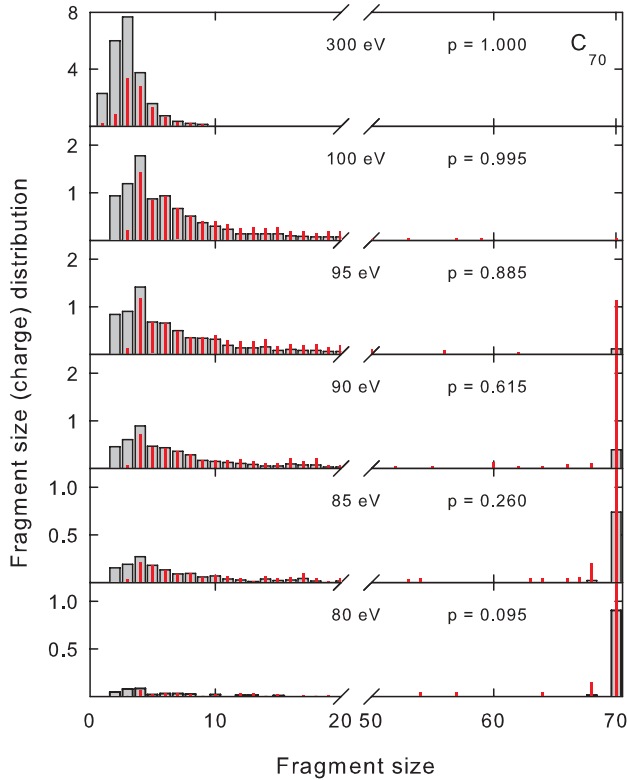 8
300 eV p = 1.000 C70
4
2
100 eV p = 0.995
1
2
95 eV p = 0.885
1
2
90 eV p = 0.615
1
1.0
85 eV p = 0.260
0.5
1.0
80 eV p = 0.095
0.5
0 10 20 50 60 70
Fragment size
Fragment size (charge) distribution